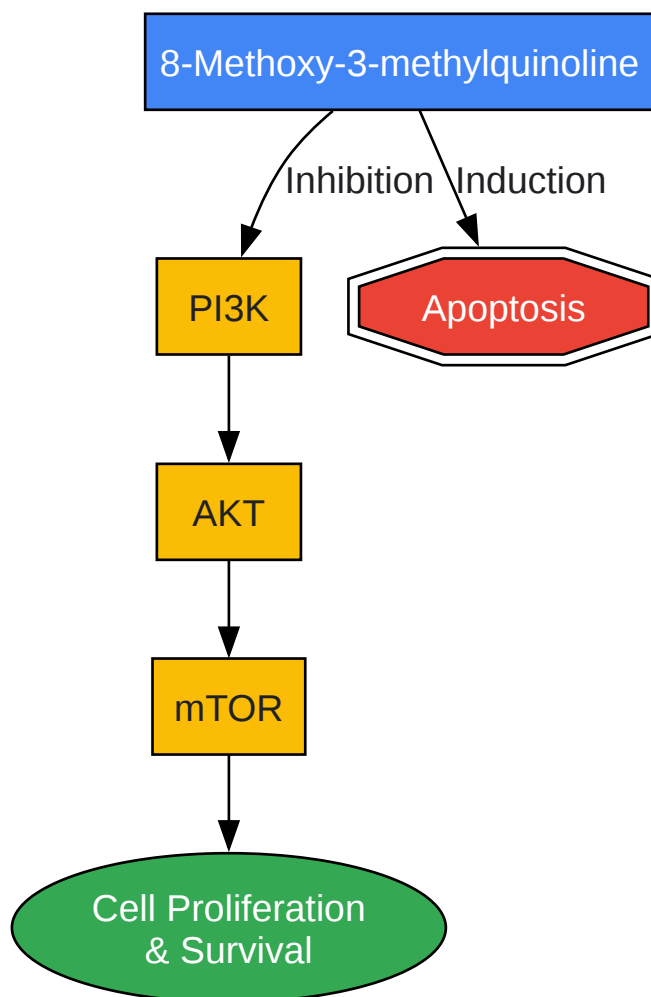 8-Methoxy-3-methylquinoline
Inhibition
Induction
PI3K
Apoptosis
AKT
mTOR
Cell Proliferation
& Survival